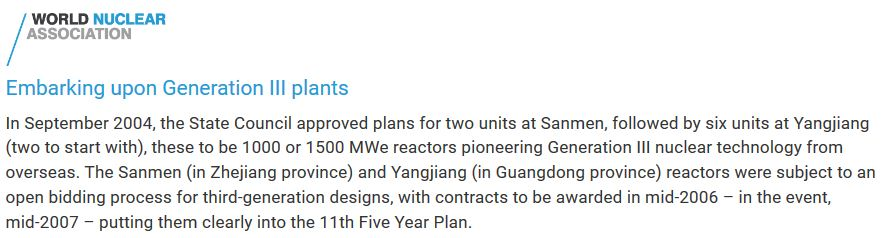 WORLD NUCLEAR
ASSOCIATION
Embarking upon Generation III plants
In September 2004, the State Council approved plans for two units at Sanmen, followed by six units at Yangjiang
(two to start with), these to be 1000 or 1500 MWe reactors pioneering Generation III nuclear technology from
overseas. The Sanmen (in Zhejiang province) and Yangjiang (in Guangdong province) reactors were subject to an
open bidding process for third-generation designs, with contracts to be awarded in mid-2006 – in the event,
mid-2007 – putting them clearly into the 11th Five Year Plan.